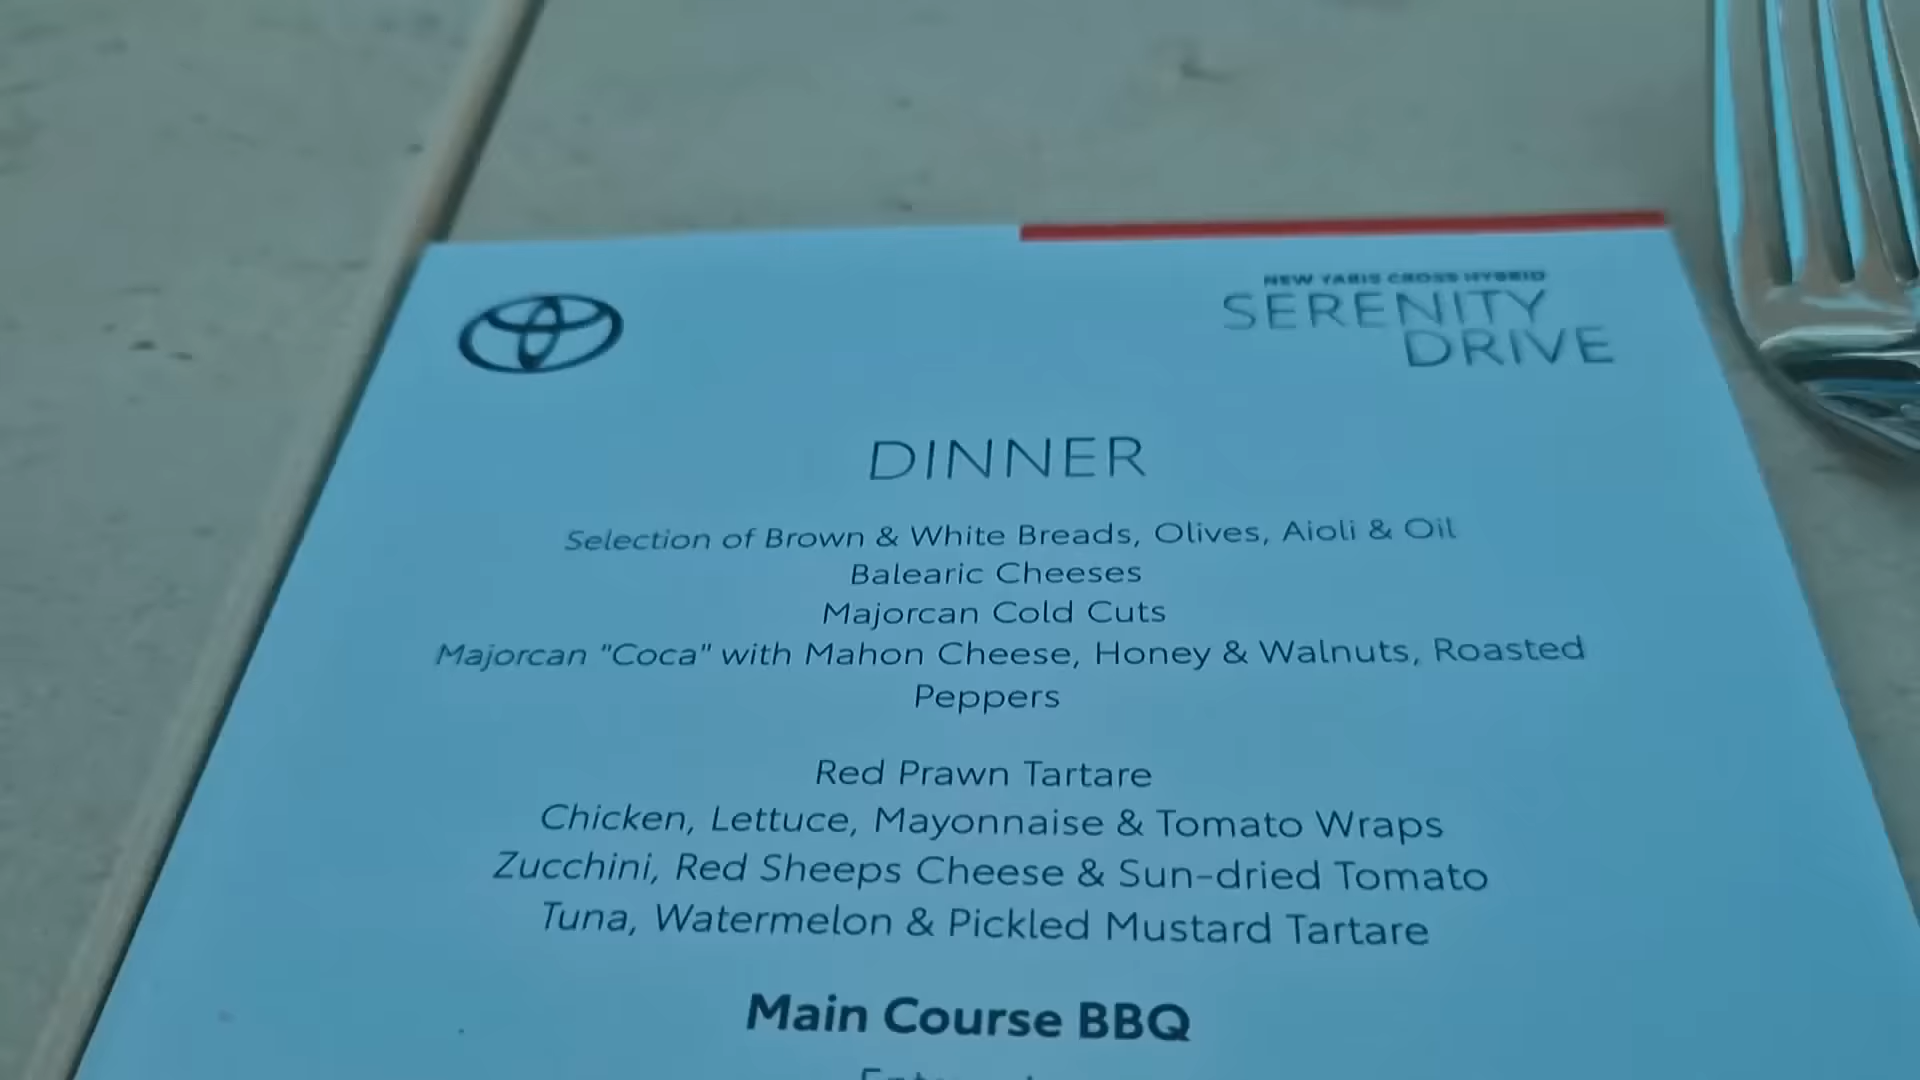 NEW YARIS CROSS HYBRID
SERENITY
DRIVE
DINNER
Selection of Brown & White Breads, Olives, Aioli & Oil
Balearic Cheeses
Majorcan Cold Cuts
Majorcan "Coca" with Mahon Cheese, Honey & Walnuts, Roasted
Peppers
Red Prawn Tartare
Chicken, Lettuce, Mayonnaise & Tomato Wraps
Zucchini, Red Sheeps Cheese & Sun-dried Tomato
Tuna, Watermelon & Pickled Mustard Tartare
Main Course BBQ